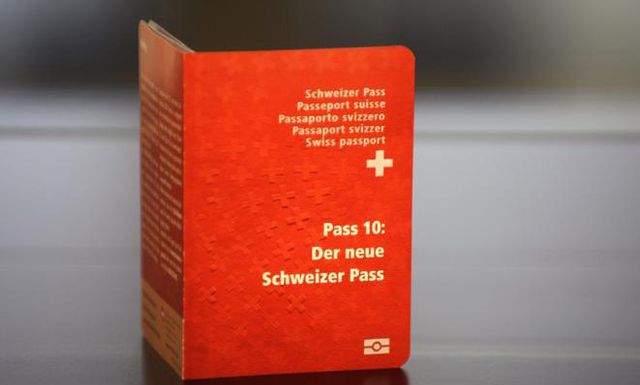 Schweizer Pass
Passeport suisse
Passaporto svizzero
Passaport svizzer
Swiss passport
Pass 10:
Der neue
Schweizer Pass